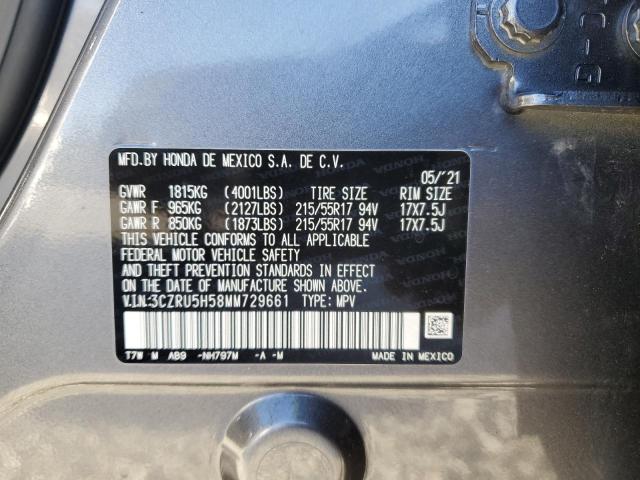 MFD.BY HONDA DE MEXICO S.A. DE C.V.
05/'21
GVWR 1815KG (4001LBS) TIRE SIZE RIM SIZE
GAWR F 965KG (2127LBS) 215/55R17 94V 17X7.5J
GAWR R 850KG (1873LBS) 215/55R17 94V 17X7.5J
THIS VEHICLE CONFORMS TO ALL APPLICABLE
FEDERAL MOTOR VEHICLE SAFETY
AND THEFT PREVENTION STANDARDS IN EFFECT
ON THE DATE OF MANUFACTURE SHOWN ABOVE.
V.I.N.:3CZRU5H58MM729661 TYPE: MPV
T7W M AB9 -NH797M -A -M MADE IN MEXICO
C-G